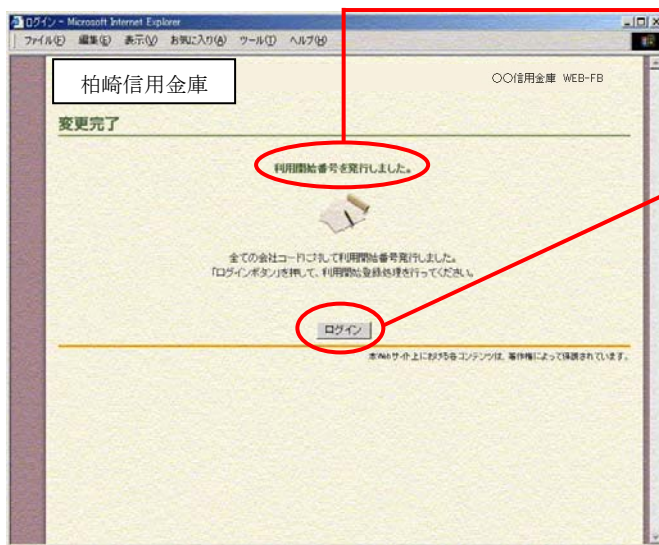 ログイン - Microsoft Internet Explorer
ファイル(F) 編集(E) 表示(V) お気に入り(A) ツール(T) ヘルプ(H)
柏崎信用金庫
〇〇信用金庫 WEB-FB
変更完了
利用開始番号を発行しました。
全ての会社コードに対して利用開始番号発行しました。
「ログインボタン」を押して、利用開始登録処理を行ってください。
ログイン
本Webサイト上における各コンテンツは、著作権によって保護されています。